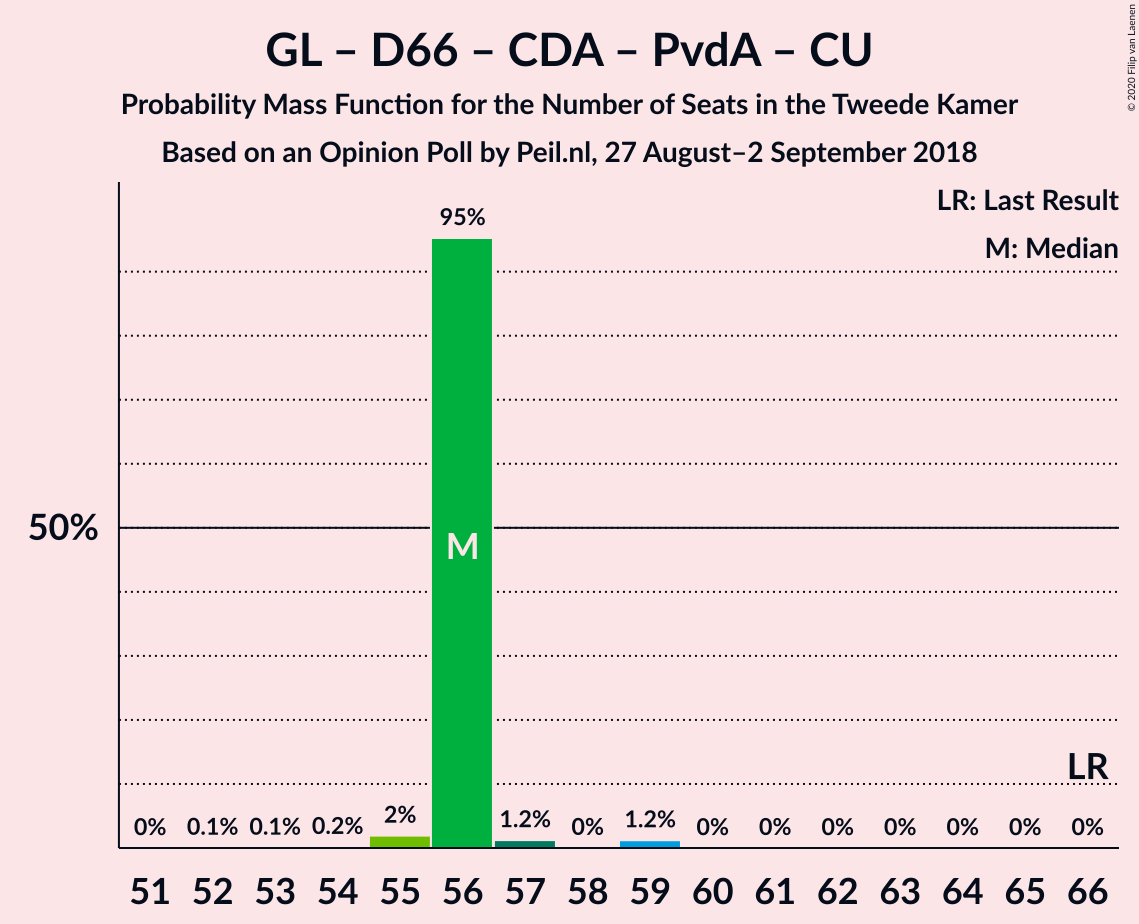 GL – D66 – CDA – PvdA – CU
Probability Mass Function for the Number of Seats in the Tweede Kamer
Based on an Opinion Poll by Peil.nl, 27 August–2 September 2018
© 2020 Filip van Laenen
LR: Last Result
M: Median
95%
50%
M
LR
0% 0.1% 0.1% 0.2% 2% 1.2% 0% 1.2% 0% 0% 0% 0% 0% 0% 0%
51 52 53 54 55 56 57 58 59 60 61 62 63 64 65 66